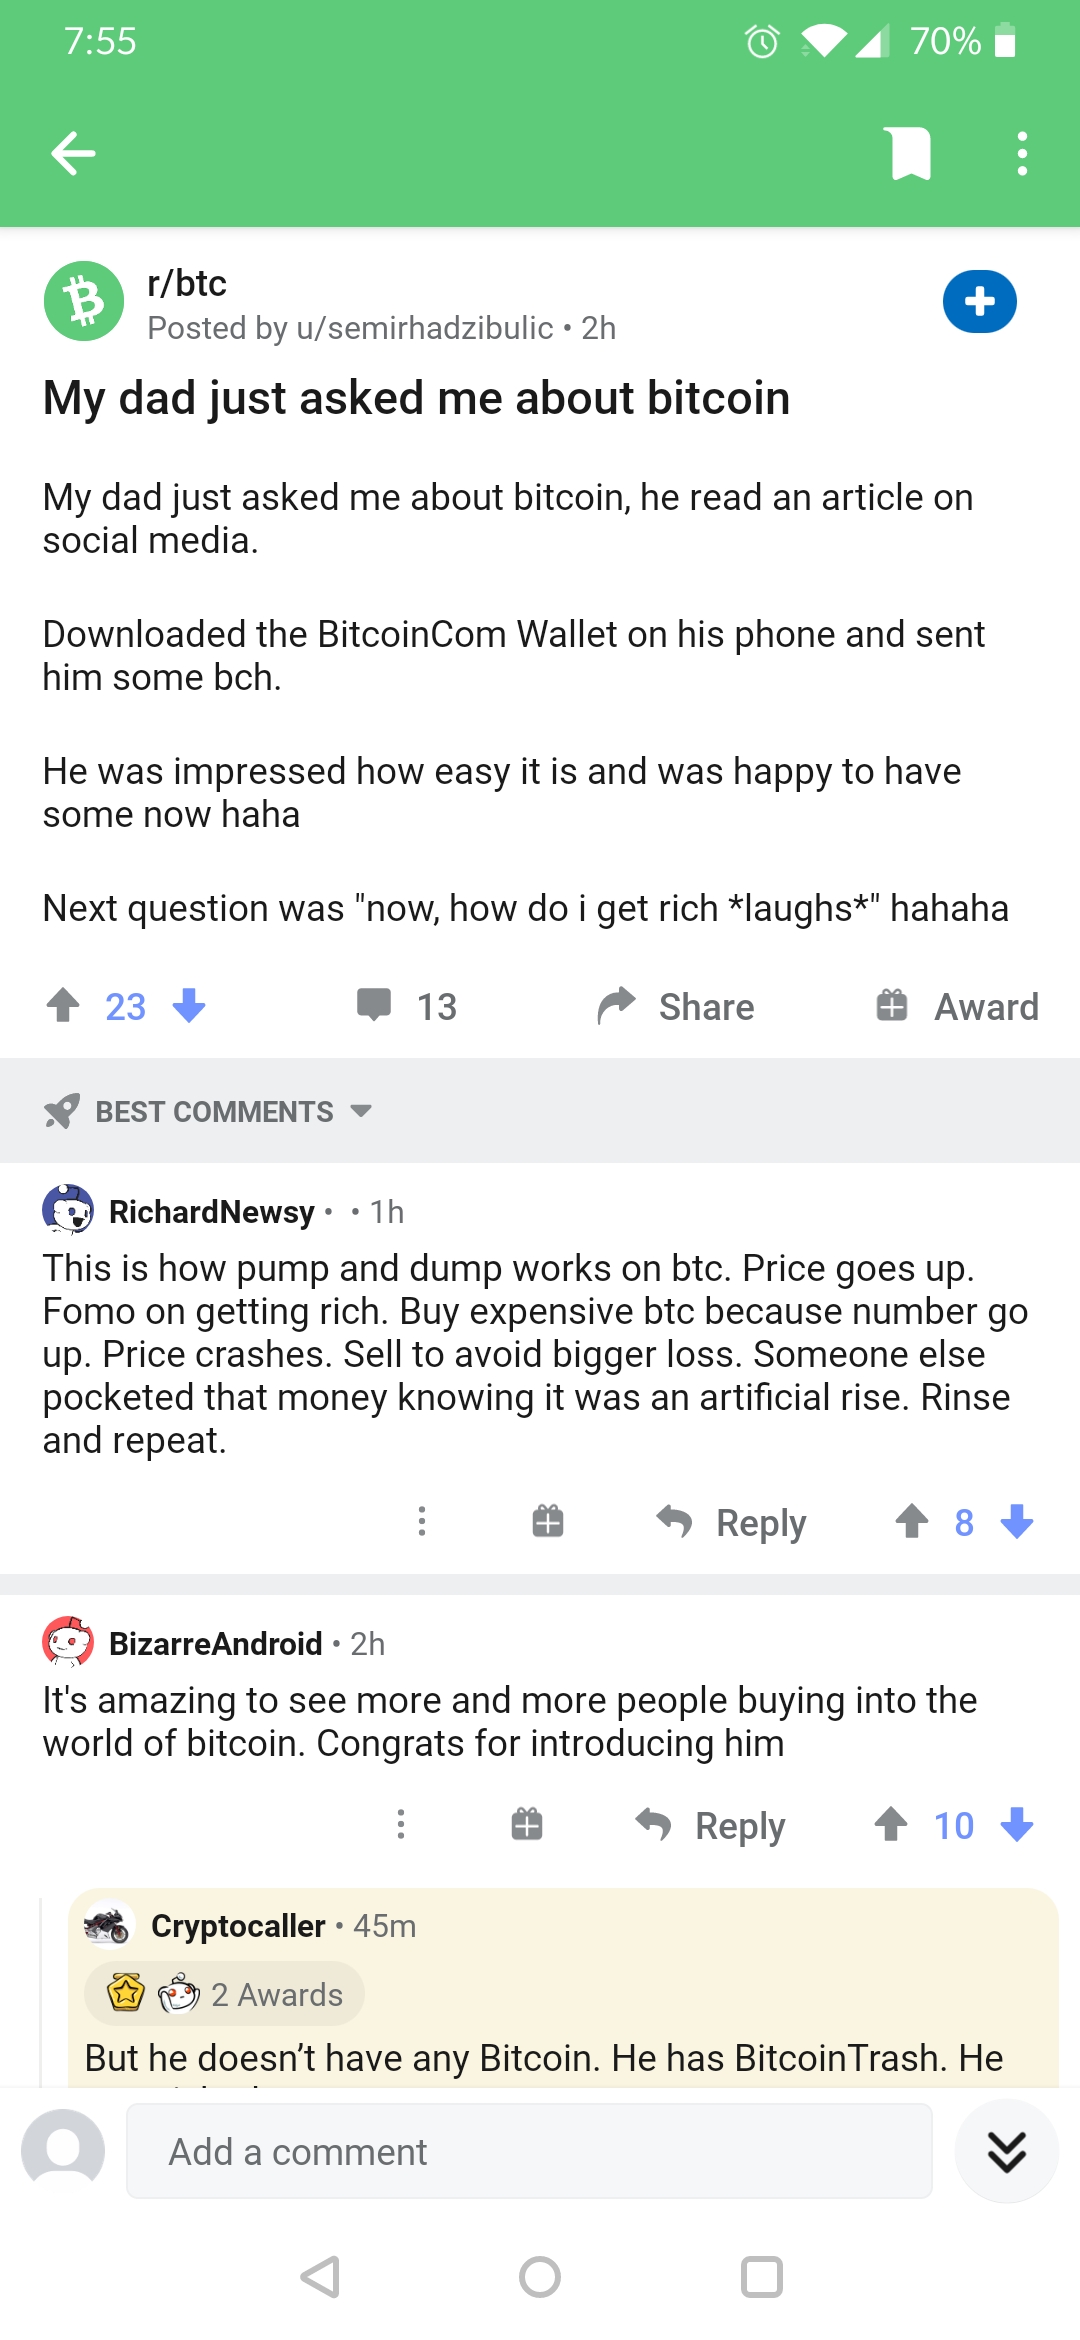 7:55
70%
r/btc
Posted by u/semirhadzibulic • 2h
My dad just asked me about bitcoin
My dad just asked me about bitcoin, he read an article on
social media.
Downloaded the BitcoinCom Wallet on his phone and sent
him some bch.
He was impressed how easy it is and was happy to have
some now haha
Next question was "now, how do i get rich *laughs*" hahaha
23
13
Share
Award
BEST COMMENTS
RichardNewsy • • 1h
This is how pump and dump works on btc. Price goes up.
Fomo on getting rich. Buy expensive btc because number go
up. Price crashes. Sell to avoid bigger loss. Someone else
pocketed that money knowing it was an artificial rise. Rinse
and repeat.
Reply
8
BizarreAndroid • 2h
It's amazing to see more and more people buying into the
world of bitcoin. Congrats for introducing him
Reply
10
Cryptocaller • 45m
2 Awards
But he doesn’t have any Bitcoin. He has BitcoinTrash. He
Add a comment